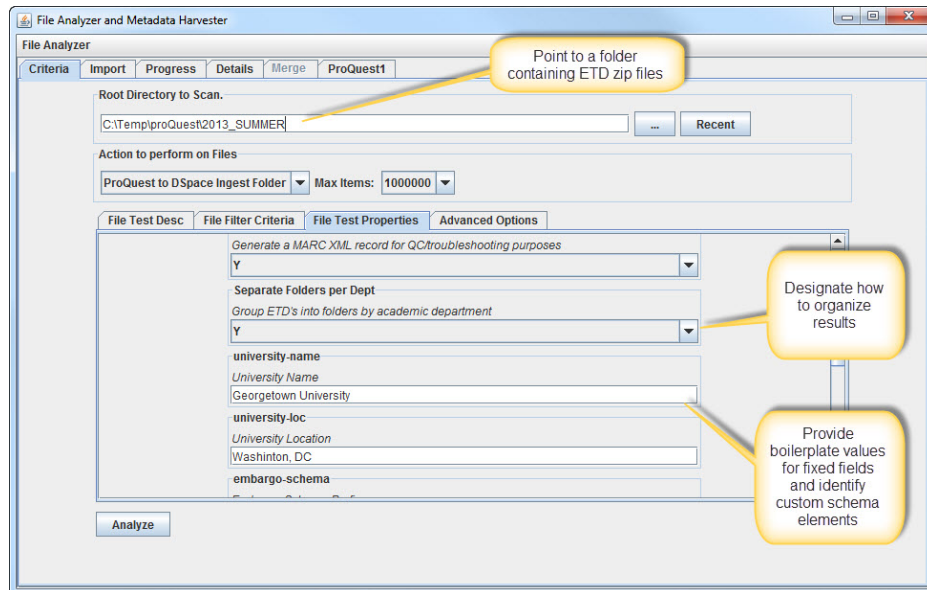 File Analyzer and Metadata Harvester
File Analyzer
Criteria Import Progress Details Merge ProQuest1
Point to a folder
containing ETD zip files
Root Directory to Scan.
C:\Temp\proQuest\2013_SUMMER
... Recent
Action to perform on Files
ProQuest to DSpace Ingest Folder Max Items: 1000000
File Test Desc File Filter Criteria File Test Properties Advanced Options
Generate a MARC XML record for QC/troubleshooting purposes
Y
Separate Folders per Dept
Group ETD's into folders by academic department
Y
Designate how
to organize
results
university-name
University Name
Georgetown University
university-loc
University Location
Washinton, DC
embargo-schema
Provide
boilerplate values
for fixed fields
and identify
custom schema
elements
Analyze